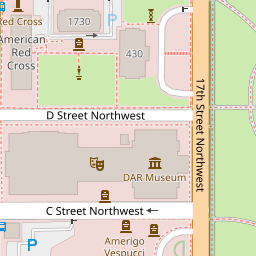 Red Cross
1730
P
American
Red
Cross
430
D Street Northwest
17th Street Northwest
DAR Museum
C Street Northwest
P
Amerigo
Vespucci